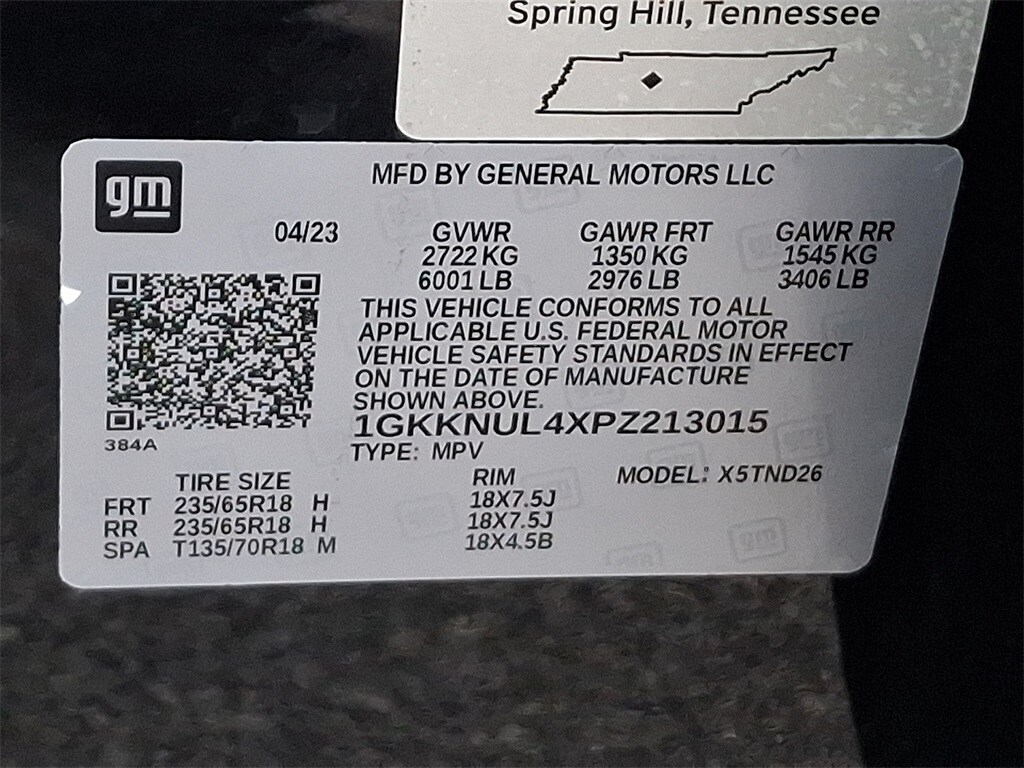 Spring Hill, Tennessee
gm
MFD BY GENERAL MOTORS LLC
04/23 GVWR GAWR FRT GAWR RR
2722 KG 1350 KG 1545 KG
6001 LB 2976 LB 3406 LB
THIS VEHICLE CONFORMS TO ALL
APPLICABLE U.S. FEDERAL MOTOR
VEHICLE SAFETY STANDARDS IN EFFECT
ON THE DATE OF MANUFACTURE
SHOWN ABOVE.
1GKKNUL4XPZ213015
384A
TYPE: MPV
TIRE SIZE RIM MODEL: X5TND26
FRT 235/65R18 H 18X7.5J
RR 235/65R18 H 18X7.5J
SPA T135/70R18 M 18X4.5B